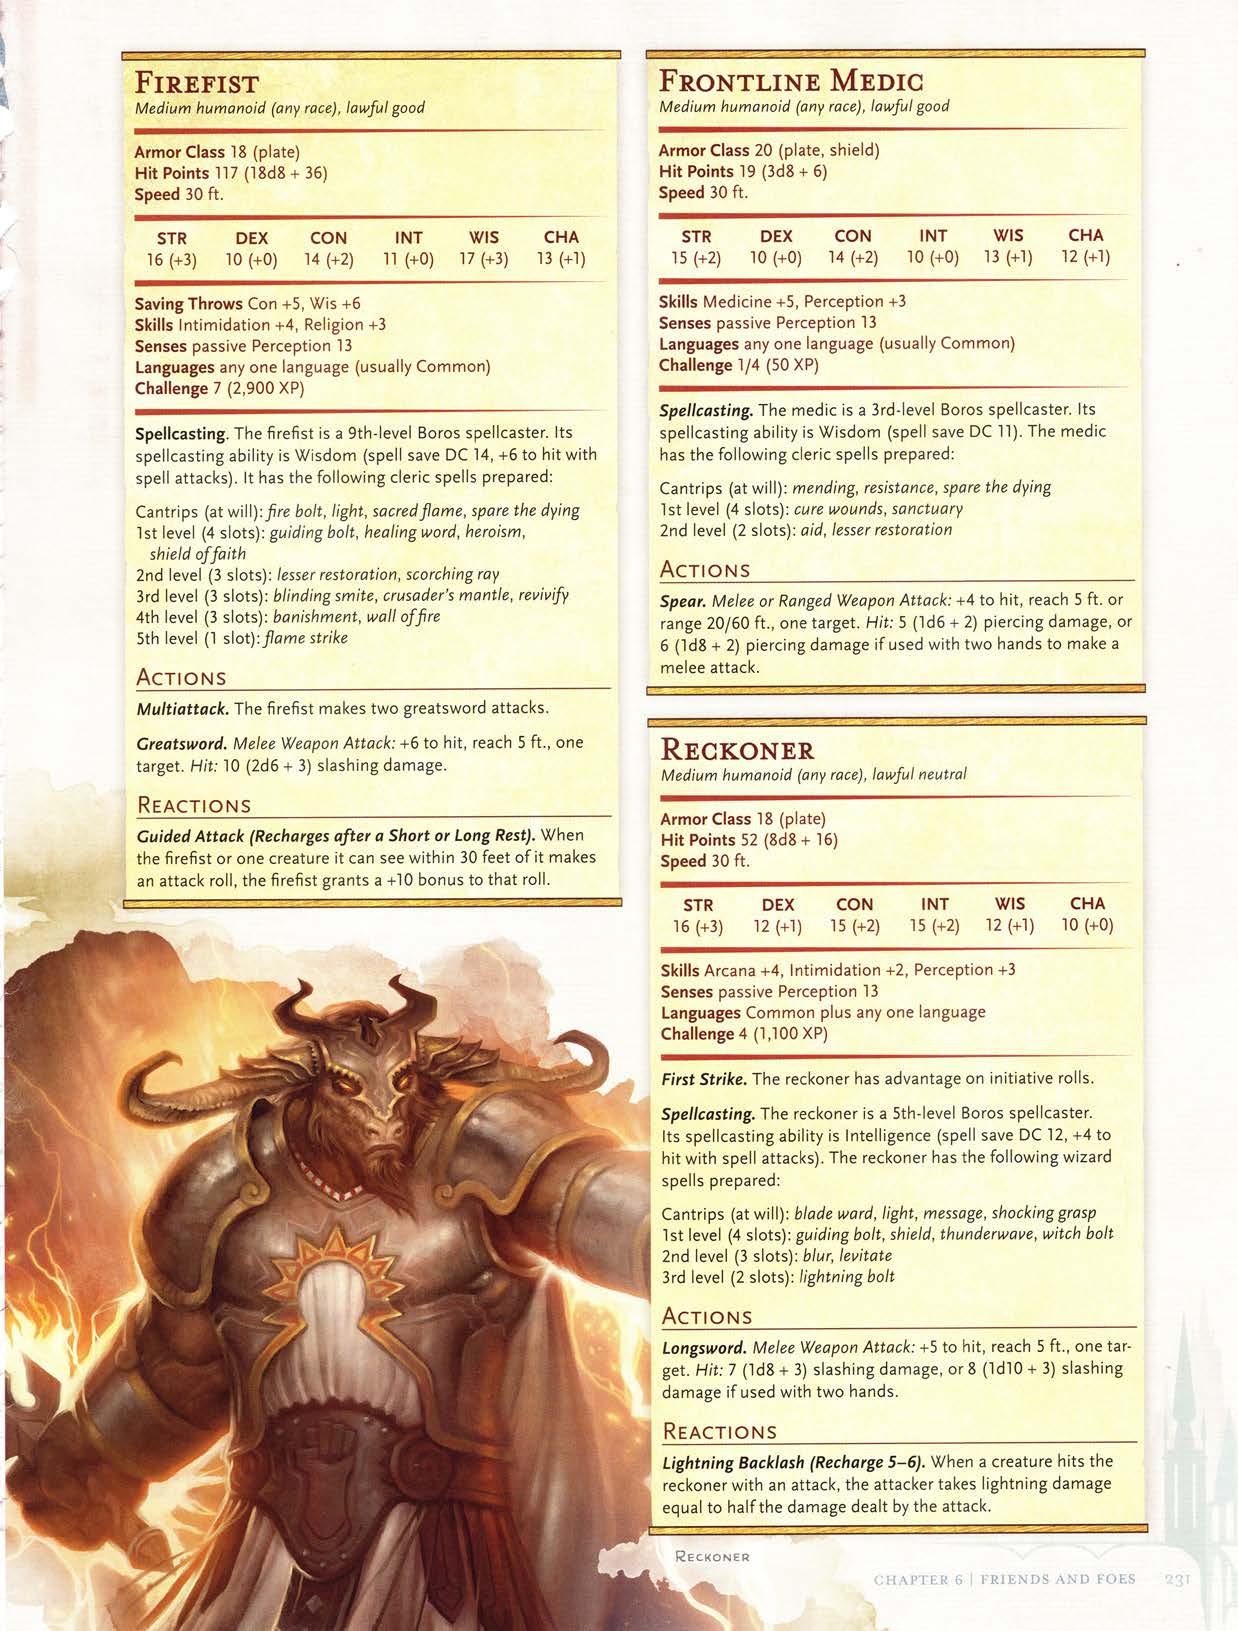 FIREFIST
Medium humanoid (any race), lawful good
Armor Class 18 (plate)
Hit Points 117 (18d8 + 36)
Speed 30 ft.
STR DEX CON INT WIS CHA
16 (+3) 10 (+0) 14 (+2) 11 (+0) 17 (+3) 13 (+1)
Saving Throws Con +5, Wis +6
Skills Intimidation +4, Religion +3
Senses passive Perception 13
Languages any one language (usually Common)
Challenge 7 (2,900 XP)
Spellcasting. The firefist is a 9th-level Boros spellcaster. Its
spellcasting ability is Wisdom (spell save DC 14, +6 to hit with
spell attacks). It has the following cleric spells prepared:
Cantrips (at will): fire bolt, light, sacred flame, spare the dying
1st level (4 slots): guiding bolt, healing word, heroism,
shield of faith
2nd level (3 slots): lesser restoration, scorching ray
3rd level (3 slots): blinding smite, crusader's mantle, revivify
4th level (3 slots): banishment, wall of fire
5th level (1 slot): flame strike
ACTIONS
Multiattack. The firefist makes two greatsword attacks.
Greatsword. Melee Weapon Attack: +6 to hit, reach 5 ft., one
target. Hit: 10 (2d6 + 3) slashing damage.
REACTIONS
Guided Attack (Recharges after a Short or Long Rest). When
the firefist or one creature it can see within 30 feet of it makes
an attack roll, the firefist grants a +10 bonus to that roll.
FRONTLINE MEDIC
Medium humanoid (any race), lawful good
Armor Class 20 (plate, shield)
Hit Points 19 (3d8 + 6)
Speed 30 ft.
STR DEX CON INT WIS CHA
15 (+2) 10 (+0) 14 (+2) 10 (+0) 13 (+1) 12 (+1)
Skills Medicine +5, Perception +3
Senses passive Perception 13
Languages any one language (usually Common)
Challenge 1/4 (50 XP)
Spellcasting. The medic is a 3rd-level Boros spellcaster. Its
spellcasting ability is Wisdom (spell save DC 11). The medic
has the following cleric spells prepared:
Cantrips (at will): mending, resistance, spare the dying
1st level (4 slots): cure wounds, sanctuary
2nd level (2 slots): aid, lesser restoration
ACTIONS
Spear. Melee or Ranged Weapon Attack: +4 to hit, reach 5 ft. or
range 20/60 ft., one target. Hit: 5 (1d6 + 2) piercing damage, or
6 (1d8 + 2) piercing damage if used with two hands to make a
melee attack.
RECKONER
Medium humanoid (any race), lawful neutral
Armor Class 18 (plate)
Hit Points 52 (8d8 + 16)
Speed 30 ft.
STR DEX CON INT WIS CHA
16 (+3) 12 (+1) 15 (+2) 15 (+2) 12 (+1) 10 (+0)
Skills Arcana +4, Intimidation +2, Perception +3
Senses passive Perception 13
Languages Common plus any one language
Challenge 4 (1,100 XP)
First Strike. The reckoner has advantage on initiative rolls.
Spellcasting. The reckoner is a 5th-level Boros spellcaster.
Its spellcasting ability is Intelligence (spell save DC 12, +4 to
hit with spell attacks). The reckoner has the following wizard
spells prepared:
Cantrips (at will): blade ward, light, message, shocking grasp
1st level (4 slots): guiding bolt, shield, thunderwave, witch bolt
2nd level (3 slots): blur, levitate
3rd level (2 slots): lightning bolt
ACTIONS
Longsword. Melee Weapon Attack: +5 to hit, reach 5 ft., one tar-
get. Hit: 7 (1d8 + 3) slashing damage, or 8 (1d10 + 3) slashing
damage if used with two hands.
REACTIONS
Lightning Backlash (Recharge 5–6). When a creature hits the
reckoner with an attack, the attacker takes lightning damage
equal to half the damage dealt by the attack.
RECKONER
CHAPTER 6 | FRIENDS AND FOES 231